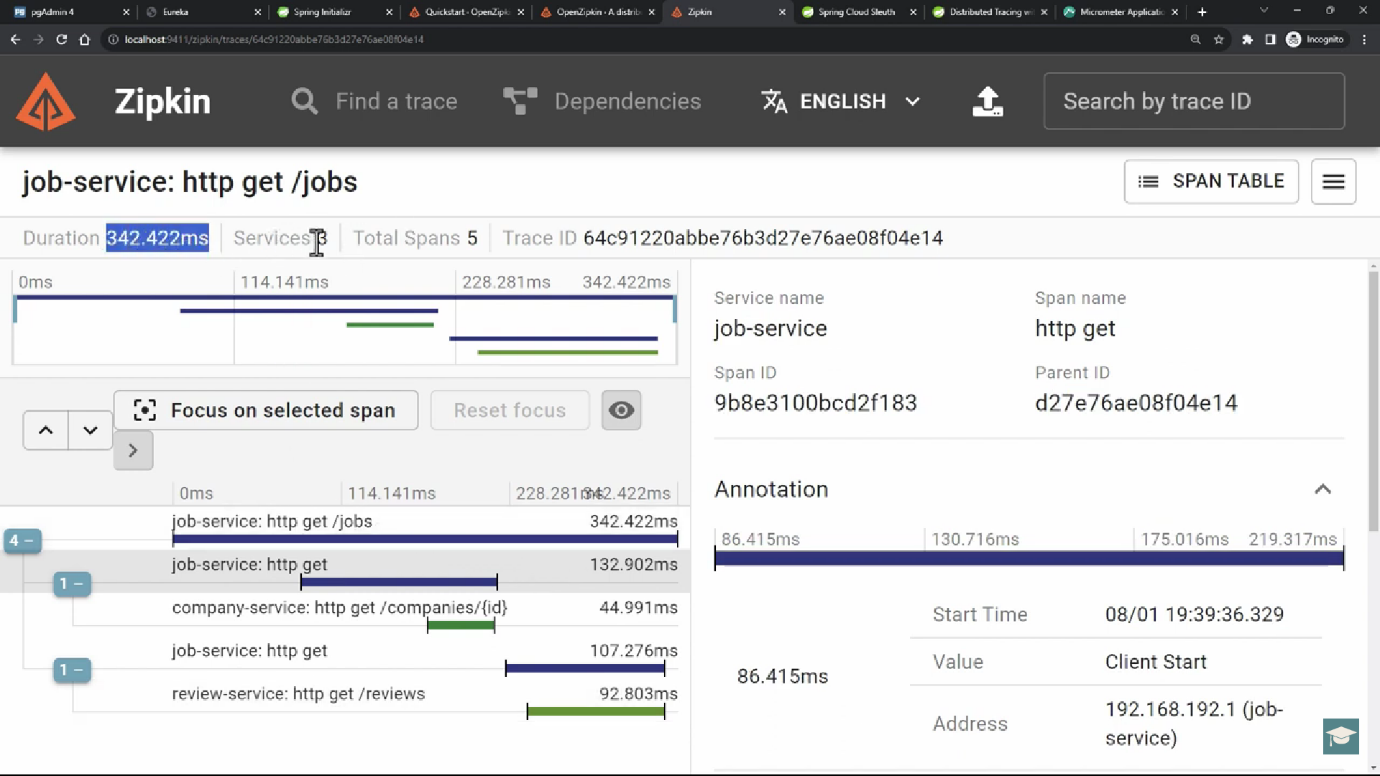 pgAdmin 4
Eureka
Spring Initializr
Quickstart · OpenZipk
OpenZipkin · A distrib
Zipkin
Spring Cloud Sleuth
Distributed Tracing wi
Micrometer Applicatio
localhost:9411/zipkin/traces/64c91220abbe76b3d27e76ae08f04e14
Incognito
Zipkin
Find a trace
Dependencies
ENGLISH
Search by trace ID
job-service: http get /jobs
SPAN TABLE
Duration 342.422ms
Services 3
Total Spans 5
Trace ID 64c91220abbe76b3d27e76ae08f04e14
0ms 114.141ms 228.281ms 342.422ms
Focus on selected span
Reset focus
0ms 114.141ms 228.281ms 342.422ms
4 −
job-service: http get /jobs 342.422ms
1 −
job-service: http get 132.902ms
company-service: http get /companies/{id} 44.991ms
1 −
job-service: http get 107.276ms
review-service: http get /reviews 92.803ms
Service name
job-service
Span name
http get
Span ID
9b8e3100bcd2f183
Parent ID
d27e76ae08f04e14
Annotation
86.415ms 130.716ms 175.016ms 219.317ms
86.415ms
Start Time 08/01 19:39:36.329
Value Client Start
Address 192.168.192.1 (job-
service)